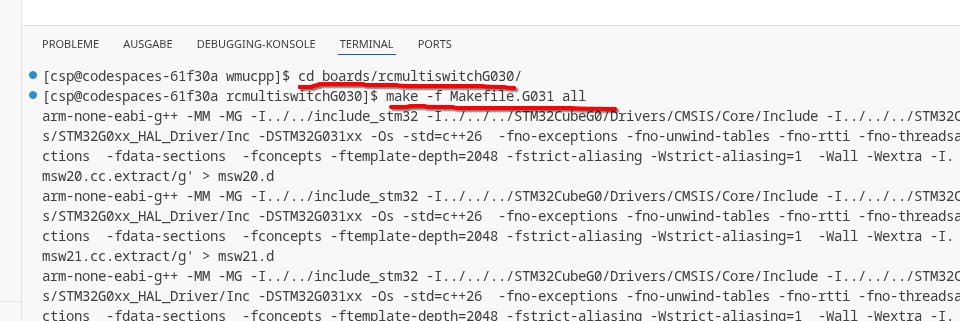 PROBLEME AUSGABE DEBUGGING-KONSOLE TERMINAL PORTS
[csp@codespaces-61f30a wmucpp]$ cd boards/rcmultiswitchG030/
[csp@codespaces-61f30a rcmultiswitchG030]$ make -f Makefile.G031 all
arm-none-eabi-g++ -MM -MG -I../../include_stm32 -I../../../STM32CubeG0/Drivers/CMSIS/Core/Include -I../../../STM32C
s/STM32G0xx_HAL_Driver/Inc -DSTM32G031xx -Os -std=c++26  -fno-exceptions -fno-unwind-tables -fno-rtti -fno-threadsa
ctions  -fdata-sections  -fconcepts -ftemplate-depth=2048 -fstrict-aliasing -Wstrict-aliasing=1  -Wall -Wextra -I.
msw20.cc.extract/g' > msw20.d
arm-none-eabi-g++ -MM -MG -I../../include_stm32 -I../../../STM32CubeG0/Drivers/CMSIS/Core/Include -I../../../STM32C
s/STM32G0xx_HAL_Driver/Inc -DSTM32G031xx -Os -std=c++26  -fno-exceptions -fno-unwind-tables -fno-rtti -fno-threadsa
ctions  -fdata-sections  -fconcepts -ftemplate-depth=2048 -fstrict-aliasing -Wstrict-aliasing=1  -Wall -Wextra -I.
msw21.cc.extract/g' > msw21.d
arm-none-eabi-g++ -MM -MG -I../../include_stm32 -I../../../STM32CubeG0/Drivers/CMSIS/Core/Include -I../../../STM32C
s/STM32G0xx_HAL_Driver/Inc -DSTM32G031xx -Os -std=c++26  -fno-exceptions -fno-unwind-tables -fno-rtti -fno-threadsa
ctions  -fdata-sections  -fconcepts -ftemplate-depth=2048 -fstrict-aliasing -Wstrict-aliasing=1  -Wall -Wextra -I.